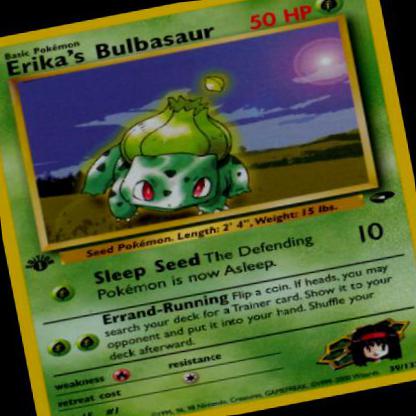 Basic Pokémon
Erika's Bulbasaur
50 HP
Seed Pokémon. Length: 2' 4", Weight: 15 lbs.
Sleep Seed The Defending
Pokémon is now Asleep.
10
Errand-Running Flip a coin. If heads, you may
search your deck for a Trainer card. Show it to your
opponent and put it into your hand. Shuffle your
deck afterward.
weakness
resistance
retreat cost
#1